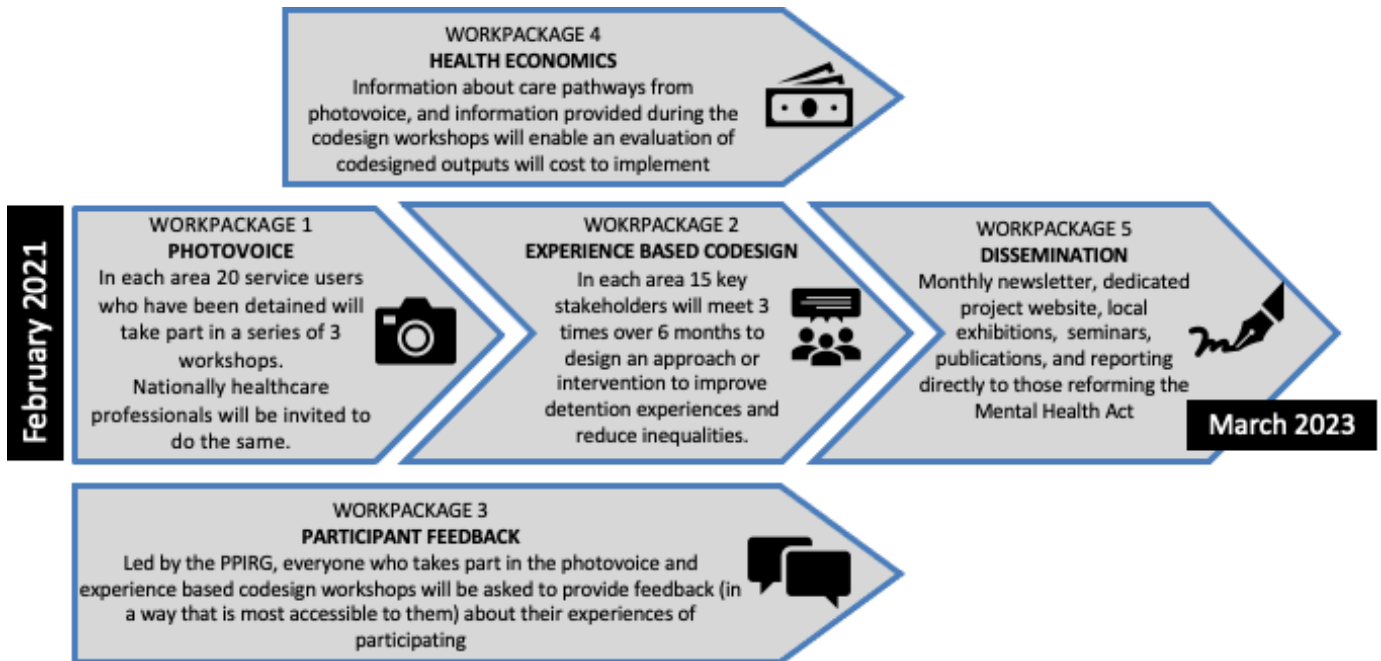 WORKPACKAGE 4
HEALTH ECONOMICS
Information about care pathways from
photovoice, and information provided during the
codesign workshops will enable an evaluation of
codesigned outputs will cost to implement
February 2021
WORKPACKAGE 1
PHOTOVOICE
In each area 20 service users
who have been detained will
take part in a series of 3
workshops.
Nationally healthcare
professionals will be invited to
do the same.
WOKRPACKAGE 2
EXPERIENCE BASED CODESIGN
In each area 15 key
stakeholders will meet 3
times over 6 months to
design an approach or
intervention to improve
detention experiences and
reduce inequalities.
WORKPACKAGE 5
DISSEMINATION
Monthly newsletter, dedicated
project website, local
exhibitions, seminars,
publications, and reporting
directly to those reforming the
Mental Health Act
March 2023
WORKPACKAGE 3
PARTICIPANT FEEDBACK
Led by the PPIRG, everyone who takes part in the photovoice and
experience based codesign workshops will be asked to provide feedback (in
a way that is most accessible to them) about their experiences of
participating